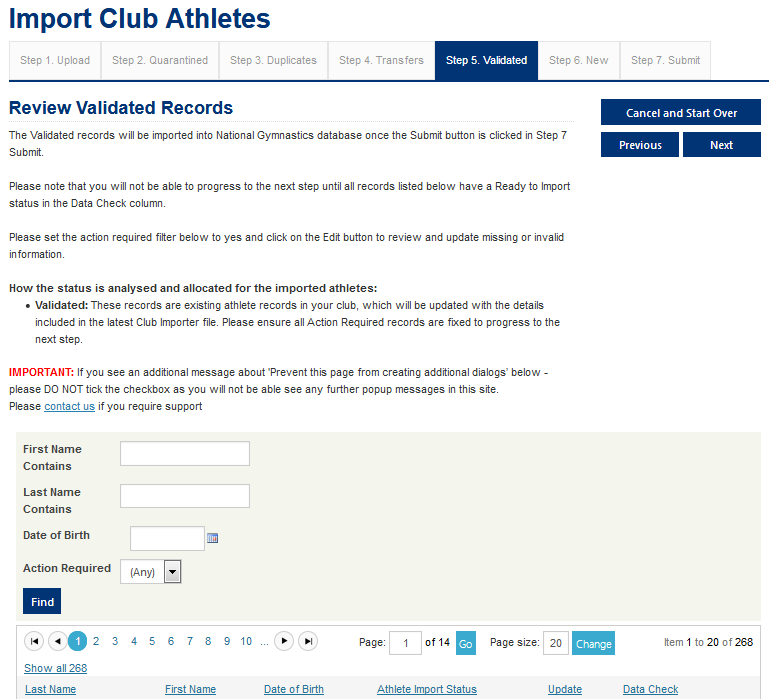 Import Club Athletes
Step 1. Upload Step 2. Quarantined Step 3. Duplicates Step 4. Transfers Step 5. Validated Step 6. New Step 7. Submit
Review Validated Records
Cancel and Start Over
Previous Next
The Validated records will be imported into National Gymnastics database once the Submit button is clicked in Step 7
Submit.
Please note that you will not be able to progress to the next step until all records listed below have a Ready to Import
status in the Data Check column.
Please set the action required filter below to yes and click on the Edit button to review and update missing or invalid
information.
How the status is analysed and allocated for the imported athletes:
• Validated: These records are existing athlete records in your club, which will be updated with the details
included in the latest Club Importer file. Please ensure all Action Required records are fixed to progress to the
next step.
IMPORTANT: If you see an additional message about 'Prevent this page from creating additional dialogs' below -
please DO NOT tick the checkbox as you will not be able see any further popup messages in this site.
Please contact us if you require support
First Name
Contains
Last Name
Contains
Date of Birth
Action Required (Any)
Find
1 2 3 4 5 6 7 8 9 10 ... Page: 1 of 14 Go Page size: 20 Change Item 1 to 20 of 268
Show all 268
Last Name First Name Date of Birth Athlete Import Status Update Data Check